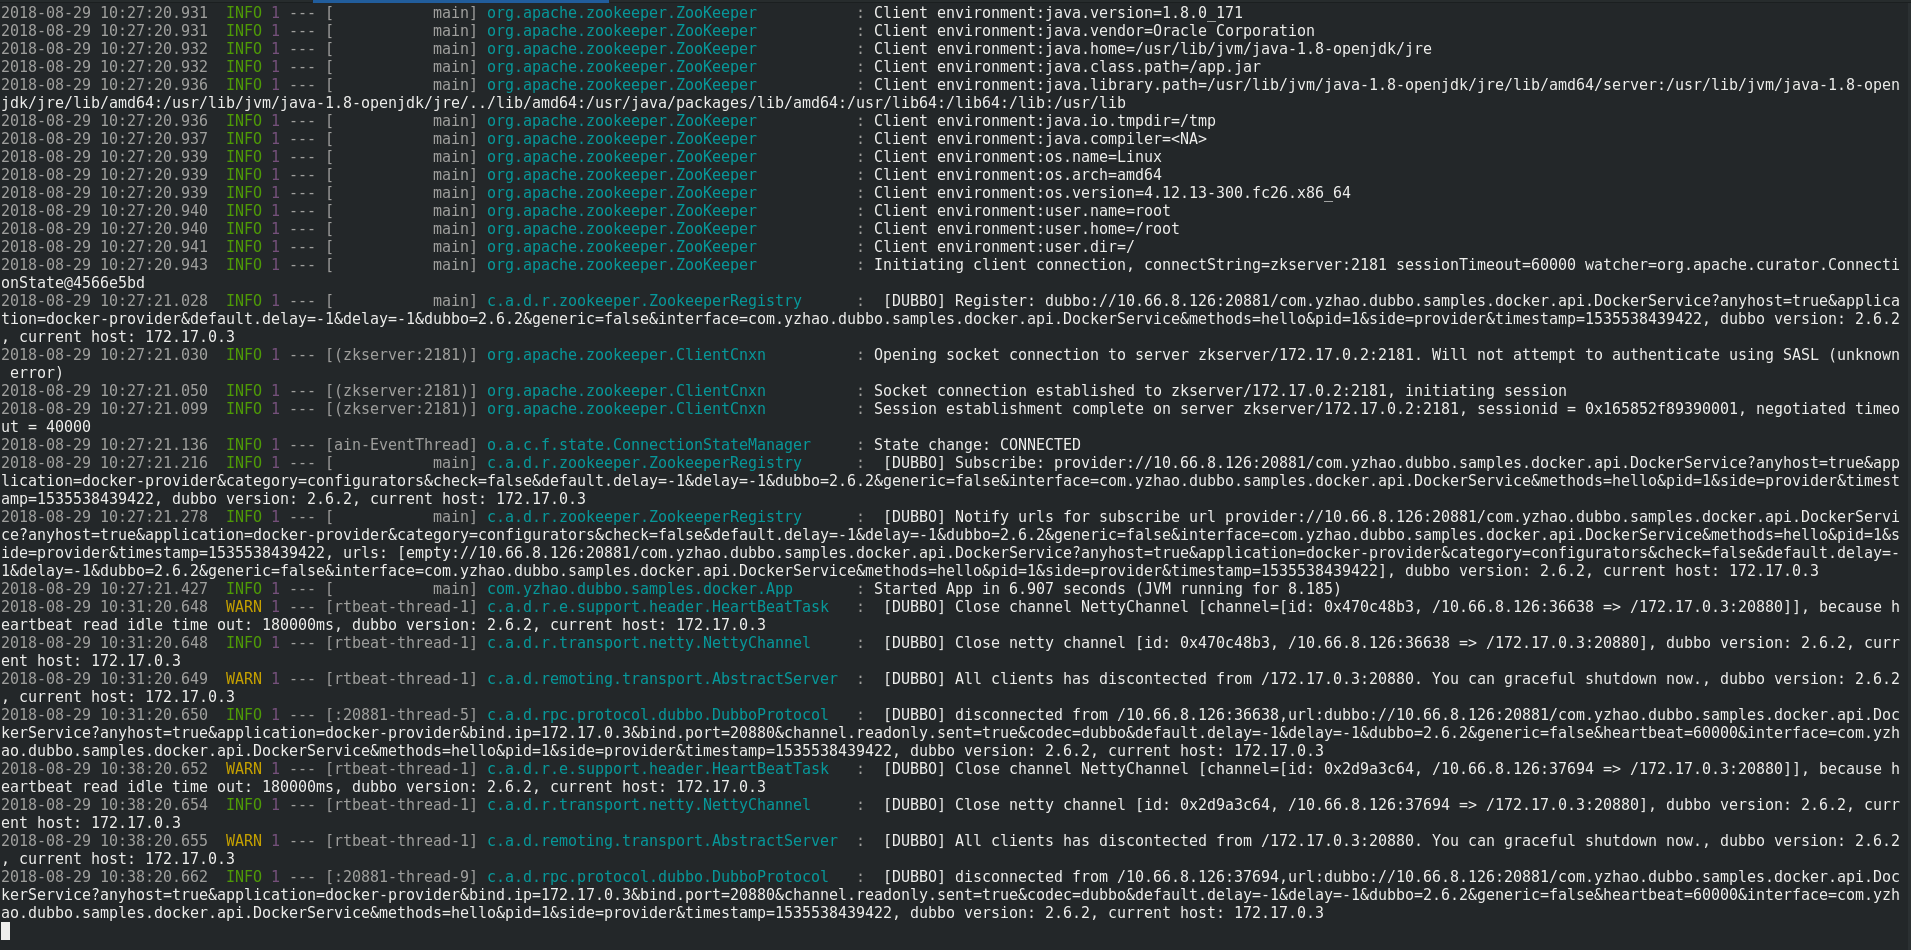 2018-08-29 10:27:20.931  INFO 1 --- [           main] org.apache.zookeeper.ZooKeeper           : Client environment:java.version=1.8.0_171
2018-08-29 10:27:20.931  INFO 1 --- [           main] org.apache.zookeeper.ZooKeeper           : Client environment:java.vendor=Oracle Corporation
2018-08-29 10:27:20.932  INFO 1 --- [           main] org.apache.zookeeper.ZooKeeper           : Client environment:java.home=/usr/lib/jvm/java-1.8-openjdk/jre
2018-08-29 10:27:20.932  INFO 1 --- [           main] org.apache.zookeeper.ZooKeeper           : Client environment:java.class.path=/app.jar
2018-08-29 10:27:20.936  INFO 1 --- [           main] org.apache.zookeeper.ZooKeeper           : Client environment:java.library.path=/usr/lib/jvm/java-1.8-openjdk/jre/lib/amd64/server:/usr/lib/jvm/java-1.8-open
jdk/jre/lib/amd64:/usr/lib/jvm/java-1.8-openjdk/jre/../lib/amd64:/usr/java/packages/lib/amd64:/usr/lib64:/lib64:/lib:/usr/lib
2018-08-29 10:27:20.936  INFO 1 --- [           main] org.apache.zookeeper.ZooKeeper           : Client environment:java.io.tmpdir=/tmp
2018-08-29 10:27:20.937  INFO 1 --- [           main] org.apache.zookeeper.ZooKeeper           : Client environment:java.compiler=<NA>
2018-08-29 10:27:20.939  INFO 1 --- [           main] org.apache.zookeeper.ZooKeeper           : Client environment:os.name=Linux
2018-08-29 10:27:20.939  INFO 1 --- [           main] org.apache.zookeeper.ZooKeeper           : Client environment:os.arch=amd64
2018-08-29 10:27:20.939  INFO 1 --- [           main] org.apache.zookeeper.ZooKeeper           : Client environment:os.version=4.12.13-300.fc26.x86_64
2018-08-29 10:27:20.940  INFO 1 --- [           main] org.apache.zookeeper.ZooKeeper           : Client environment:user.name=root
2018-08-29 10:27:20.940  INFO 1 --- [           main] org.apache.zookeeper.ZooKeeper           : Client environment:user.home=/root
2018-08-29 10:27:20.941  INFO 1 --- [           main] org.apache.zookeeper.ZooKeeper           : Client environment:user.dir=/
2018-08-29 10:27:20.943  INFO 1 --- [           main] org.apache.zookeeper.ZooKeeper           : Initiating client connection, connectString=zkserver:2181 sessionTimeout=60000 watcher=org.apache.curator.Connecti
onState@4566e5bd
2018-08-29 10:27:21.028  INFO 1 --- [           main] c.a.d.r.zookeeper.ZookeeperRegistry      :  [DUBBO] Register: dubbo://10.66.8.126:20881/com.yzhao.dubbo.samples.docker.api.DockerService?anyhost=true&applica
tion=docker-provider&default.delay=-1&delay=-1&dubbo=2.6.2&generic=false&interface=com.yzhao.dubbo.samples.docker.api.DockerService&methods=hello&pid=1&side=provider&timestamp=1535538439422, dubbo version: 2.6.2
, current host: 172.17.0.3
2018-08-29 10:27:21.030  INFO 1 --- [(zkserver:2181)] org.apache.zookeeper.ClientCnxn          : Opening socket connection to server zkserver/172.17.0.2:2181. Will not attempt to authenticate using SASL (unknown
 error)
2018-08-29 10:27:21.050  INFO 1 --- [(zkserver:2181)] org.apache.zookeeper.ClientCnxn          : Socket connection established to zkserver/172.17.0.2:2181, initiating session
2018-08-29 10:27:21.099  INFO 1 --- [(zkserver:2181)] org.apache.zookeeper.ClientCnxn          : Session establishment complete on server zkserver/172.17.0.2:2181, sessionid = 0x165852f89390001, negotiated timeo
ut = 40000
2018-08-29 10:27:21.136  INFO 1 --- [ain-EventThread] o.a.c.f.state.ConnectionStateManager     : State change: CONNECTED
2018-08-29 10:27:21.216  INFO 1 --- [           main] c.a.d.r.zookeeper.ZookeeperRegistry      :  [DUBBO] Subscribe: provider://10.66.8.126:20881/com.yzhao.dubbo.samples.docker.api.DockerService?anyhost=true&app
lication=docker-provider&category=configurators&check=false&default.delay=-1&delay=-1&dubbo=2.6.2&generic=false&interface=com.yzhao.dubbo.samples.docker.api.DockerService&methods=hello&pid=1&side=provider&timest
amp=1535538439422, dubbo version: 2.6.2, current host: 172.17.0.3
2018-08-29 10:27:21.278  INFO 1 --- [           main] c.a.d.r.zookeeper.ZookeeperRegistry      :  [DUBBO] Notify urls for subscribe url provider://10.66.8.126:20881/com.yzhao.dubbo.samples.docker.api.DockerServi
ce?anyhost=true&application=docker-provider&category=configurators&check=false&default.delay=-1&delay=-1&dubbo=2.6.2&generic=false&interface=com.yzhao.dubbo.samples.docker.api.DockerService&methods=hello&pid=1&s
ide=provider&timestamp=1535538439422, urls: [empty://10.66.8.126:20881/com.yzhao.dubbo.samples.docker.api.DockerService?anyhost=true&application=docker-provider&category=configurators&check=false&default.delay=-
1&delay=-1&dubbo=2.6.2&generic=false&interface=com.yzhao.dubbo.samples.docker.api.DockerService&methods=hello&pid=1&side=provider&timestamp=1535538439422], dubbo version: 2.6.2, current host: 172.17.0.3
2018-08-29 10:27:21.427  INFO 1 --- [           main] com.yzhao.dubbo.samples.docker.App       : Started App in 6.907 seconds (JVM running for 8.185)
2018-08-29 10:31:20.648  WARN 1 --- [rtbeat-thread-1] c.a.d.r.e.support.header.HeartBeatTask   :  [DUBBO] Close channel NettyChannel [channel=[id: 0x470c48b3, /10.66.8.126:36638 => /172.17.0.3:20880]], because h
eartbeat read idle time out: 180000ms, dubbo version: 2.6.2, current host: 172.17.0.3
2018-08-29 10:31:20.648  INFO 1 --- [rtbeat-thread-1] c.a.d.r.transport.netty.NettyChannel     :  [DUBBO] Close netty channel [id: 0x470c48b3, /10.66.8.126:36638 => /172.17.0.3:20880], dubbo version: 2.6.2, curr
ent host: 172.17.0.3
2018-08-29 10:31:20.649  WARN 1 --- [rtbeat-thread-1] c.a.d.remoting.transport.AbstractServer  :  [DUBBO] All clients has discontected from /172.17.0.3:20880. You can graceful shutdown now., dubbo version: 2.6.2
, current host: 172.17.0.3
2018-08-29 10:31:20.650  INFO 1 --- [:20881-thread-5] c.a.d.rpc.protocol.dubbo.DubboProtocol   :  [DUBBO] disconnected from /10.66.8.126:36638,url:dubbo://10.66.8.126:20881/com.yzhao.dubbo.samples.docker.api.Doc
kerService?anyhost=true&application=docker-provider&bind.ip=172.17.0.3&bind.port=20880&channel.readonly.sent=true&codec=dubbo&default.delay=-1&delay=-1&dubbo=2.6.2&generic=false&heartbeat=60000&interface=com.yzh
ao.dubbo.samples.docker.api.DockerService&methods=hello&pid=1&side=provider&timestamp=1535538439422, dubbo version: 2.6.2, current host: 172.17.0.3
2018-08-29 10:38:20.652  WARN 1 --- [rtbeat-thread-1] c.a.d.r.e.support.header.HeartBeatTask   :  [DUBBO] Close channel NettyChannel [channel=[id: 0x2d9a3c64, /10.66.8.126:37694 => /172.17.0.3:20880]], because h
eartbeat read idle time out: 180000ms, dubbo version: 2.6.2, current host: 172.17.0.3
2018-08-29 10:38:20.654  INFO 1 --- [rtbeat-thread-1] c.a.d.r.transport.netty.NettyChannel     :  [DUBBO] Close netty channel [id: 0x2d9a3c64, /10.66.8.126:37694 => /172.17.0.3:20880], dubbo version: 2.6.2, curr
ent host: 172.17.0.3
2018-08-29 10:38:20.655  WARN 1 --- [rtbeat-thread-1] c.a.d.remoting.transport.AbstractServer  :  [DUBBO] All clients has discontected from /172.17.0.3:20880. You can graceful shutdown now., dubbo version: 2.6.2
, current host: 172.17.0.3
2018-08-29 10:38:20.662  INFO 1 --- [:20881-thread-9] c.a.d.rpc.protocol.dubbo.DubboProtocol   :  [DUBBO] disconnected from /10.66.8.126:37694,url:dubbo://10.66.8.126:20881/com.yzhao.dubbo.samples.docker.api.Doc
kerService?anyhost=true&application=docker-provider&bind.ip=172.17.0.3&bind.port=20880&channel.readonly.sent=true&codec=dubbo&default.delay=-1&delay=-1&dubbo=2.6.2&generic=false&heartbeat=60000&interface=com.yzh
ao.dubbo.samples.docker.api.DockerService&methods=hello&pid=1&side=provider&timestamp=1535538439422, dubbo version: 2.6.2, current host: 172.17.0.3